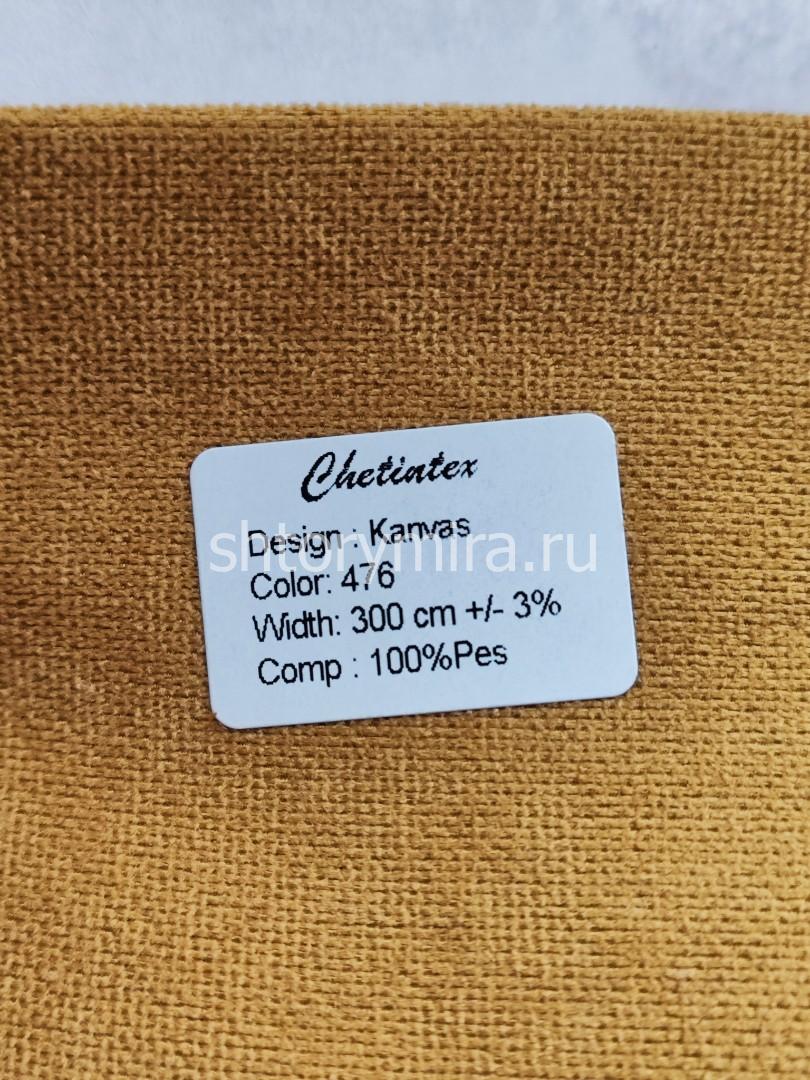 Chetintex
Design : Kanvas
shtorymira.ru
Color: 476
Width: 300 cm +/- 3%
Comp : 100%Pes